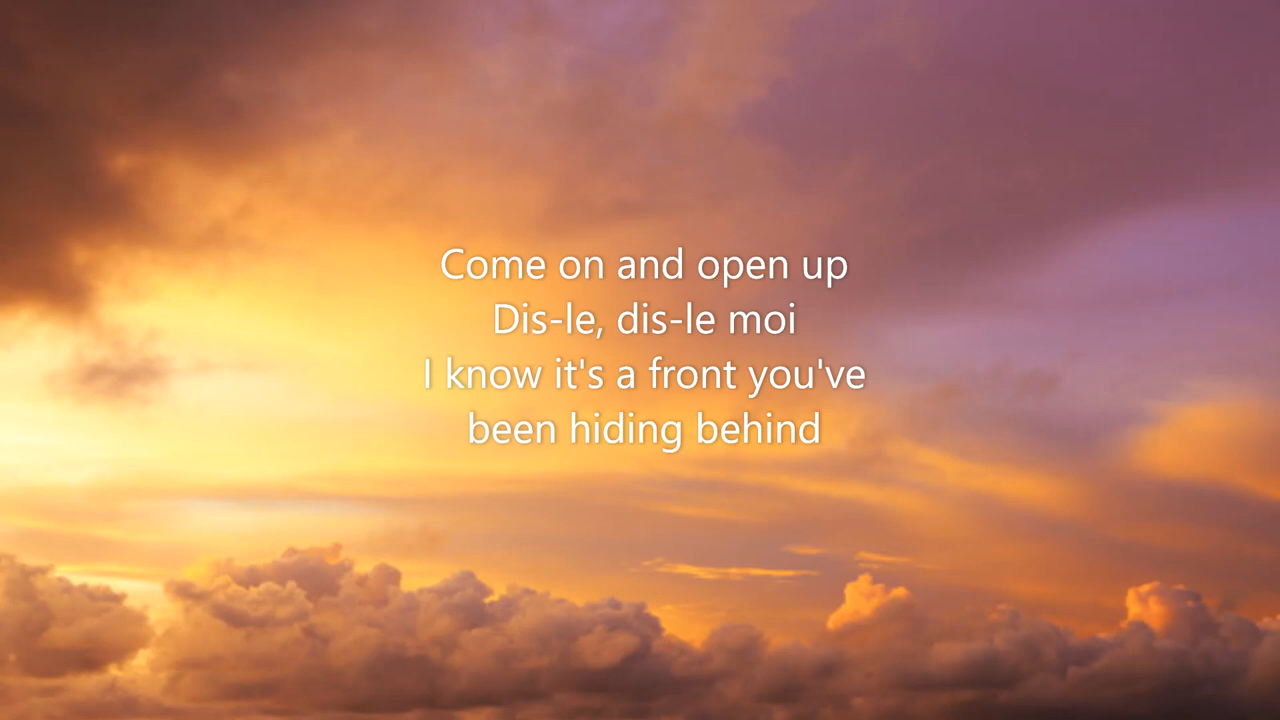 Come on and open up
Dis-le, dis-le moi
I know it's a front you've
been hiding behind